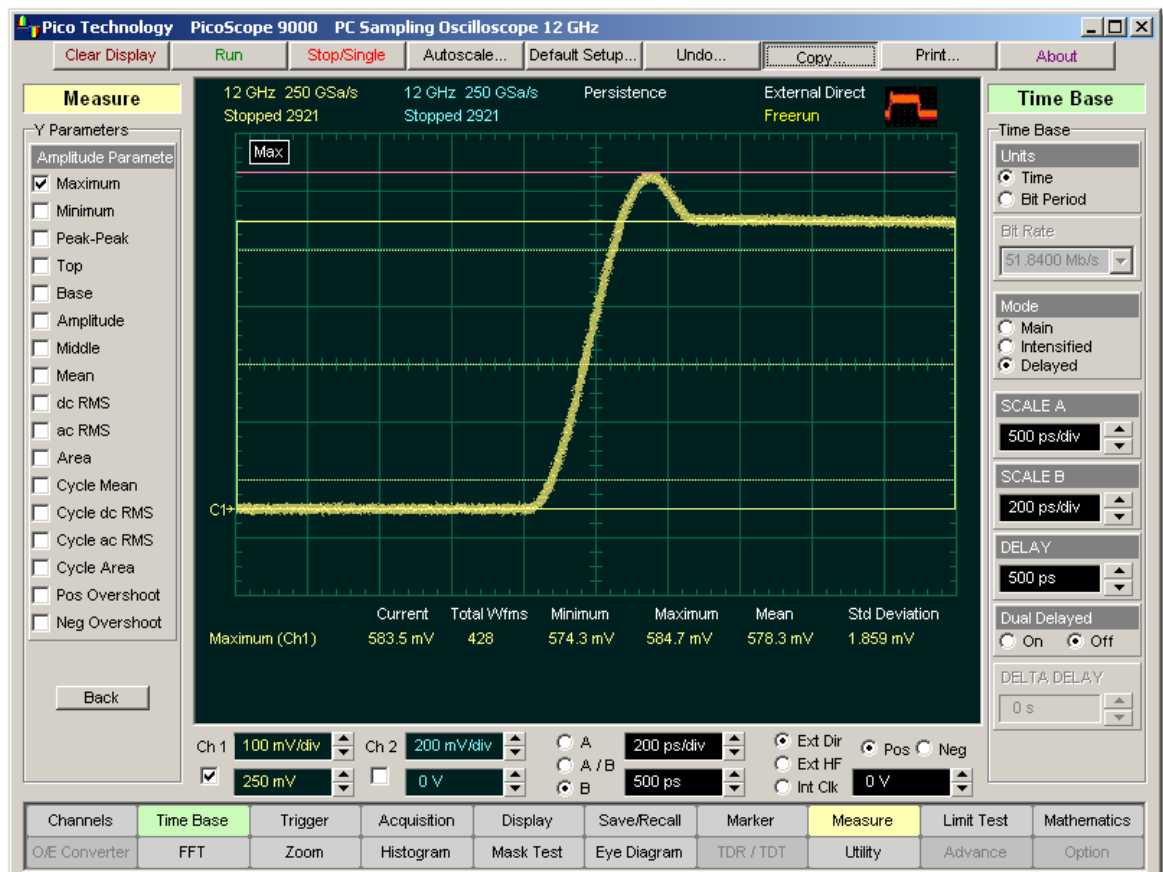 Pico Technology PicoScope 9000 PC Sampling Oscilloscope 12 GHz
Clear Display Run Stop/Single Autoscale... Default Setup... Undo... Copy... Print... About
Measure
Y Parameters
Amplitude Paramete
Maximum
Minimum
Peak-Peak
Top
Base
Amplitude
Middle
Mean
dc RMS
ac RMS
Area
Cycle Mean
Cycle dc RMS
Cycle ac RMS
Cycle Area
Pos Overshoot
Neg Overshoot
Back
12 GHz 250 GSa/s 12 GHz 250 GSa/s Persistence External Direct
Stopped 2921 Stopped 2921 Freerun
Max
C1
Current Total Wfms Minimum Maximum Mean Std Deviation
Maximum (Ch1) 583.5 mV 428 574.3 mV 584.7 mV 578.3 mV 1.859 mV
Time Base
Time Base
Units
Time
Bit Period
Bit Rate
51.8400 Mb/s
Mode
Main
Intensified
Delayed
SCALE A
500 ps/div
SCALE B
200 ps/div
DELAY
500 ps
Dual Delayed
On Off
DELTA DELAY
0 s
Ch 1 100 mV/div Ch 2 200 mV/div A 200 ps/div Ext Dir Pos Neg
A / B Ext HF
250 mV 0 V B 500 ps Int Clk 0 V
Channels Time Base Trigger Acquisition Display Save/Recall Marker Measure Limit Test Mathematics
O/E Converter FFT Zoom Histogram Mask Test Eye Diagram TDR / TDT Utility Advance Option